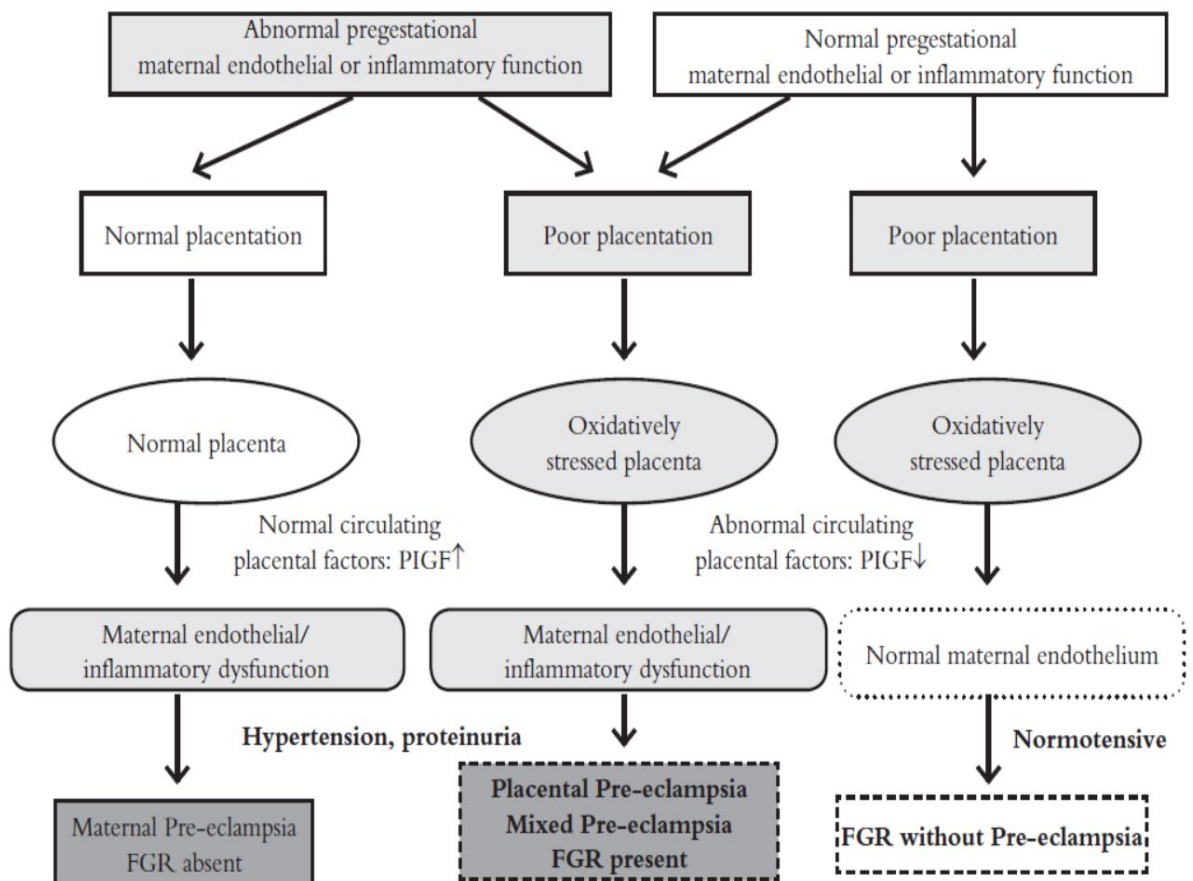 Abnormal pregestational
maternal endothelial or inflammatory function
Normal pregestational
maternal endothelial or inflammatory function
Normal placentation
Poor placentation
Poor placentation
Normal placenta
Oxidatively
stressed placenta
Oxidatively
stressed placenta
Normal circulating
placental factors: PIGF↑
Abnormal circulating
placental factors: PIGF↓
Maternal endothelial/
inflammatory dysfunction
Maternal endothelial/
inflammatory dysfunction
Normal maternal endothelium
Hypertension, proteinuria
Normotensive
Maternal Pre-eclampsia
FGR absent
Placental Pre-eclampsia
Mixed Pre-eclampsia
FGR present
FGR without Pre-eclampsia